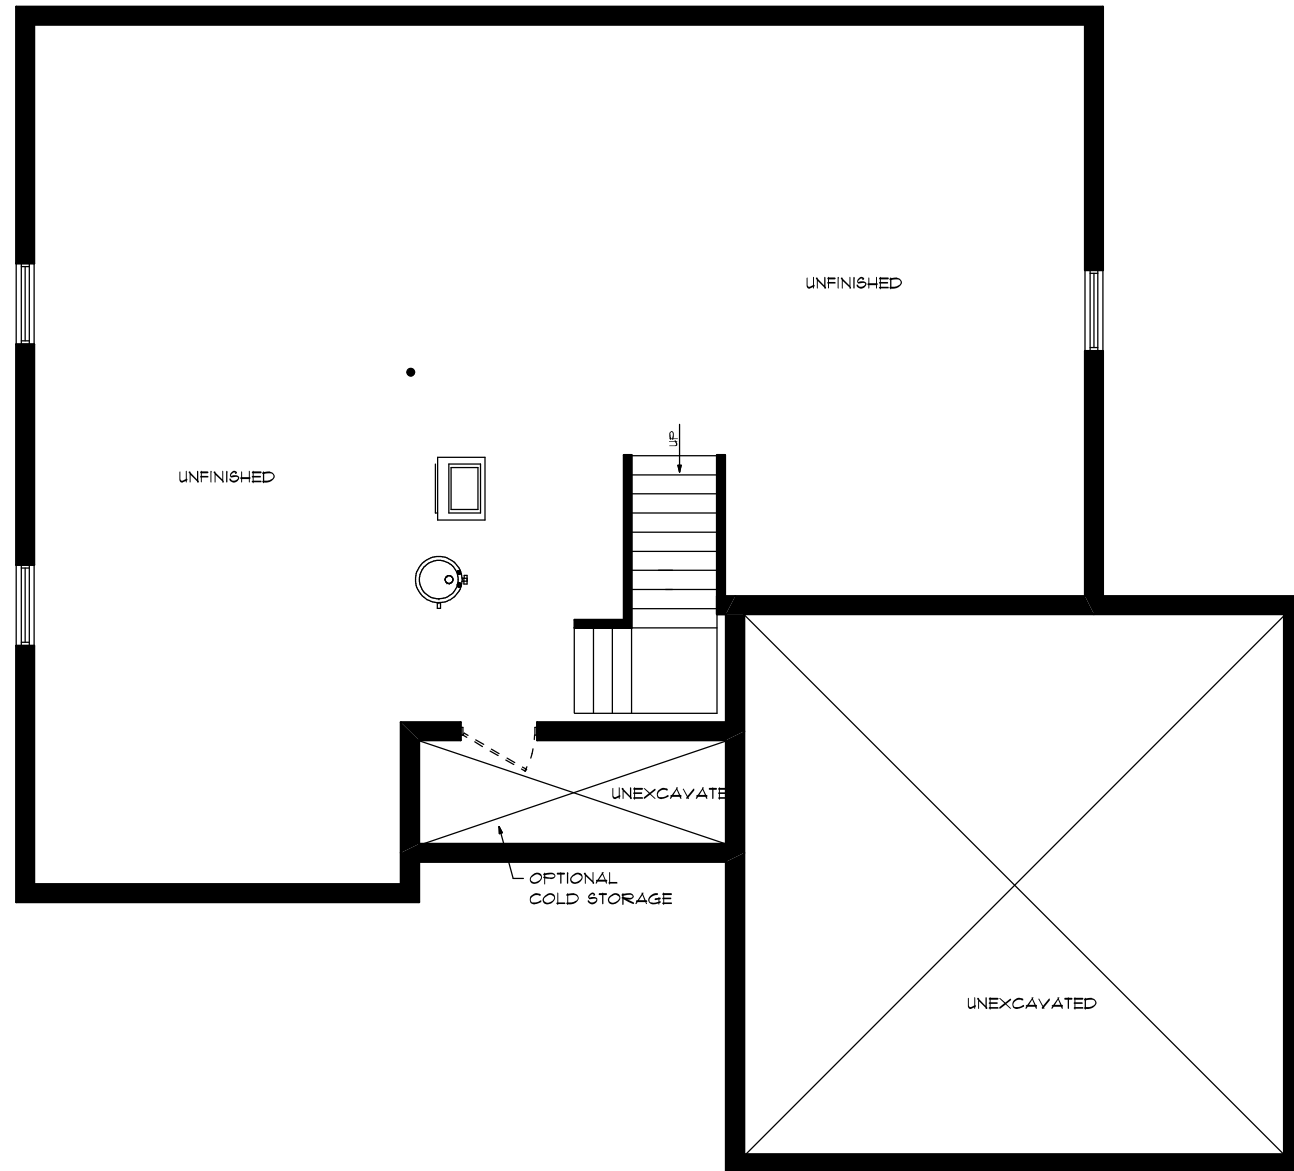 UNFINISHED
UP
UNFINISHED
UNEXCAVATE
OPTIONAL
COLD STORAGE
UNEXCAVATED